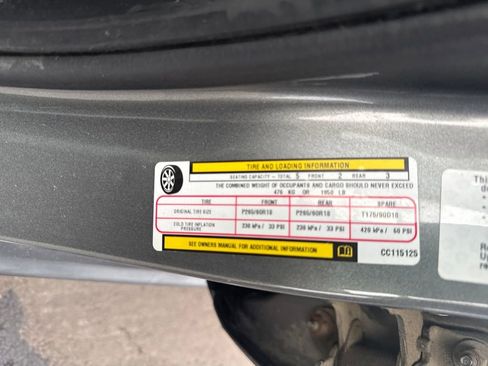 TIRE AND LOADING INFORMATION
SEATING CAPACITY – TOTAL 5 FRONT 2 REAR 3
THE COMBINED WEIGHT OF OCCUPANTS AND CARGO SHOULD NEVER EXCEED
476 KG OR 1050 LB
TIRE FRONT REAR SPARE
ORIGINAL TIRE SIZE P265/60R18 P265/60R18 T175/90D18
COLD TIRE INFLATION PRESSURE 230 kPa / 33 PSI 230 kPa / 33 PSI 420 kPa / 60 PSI
SEE OWNERS MANUAL FOR ADDITIONAL INFORMATION
CC115125
This